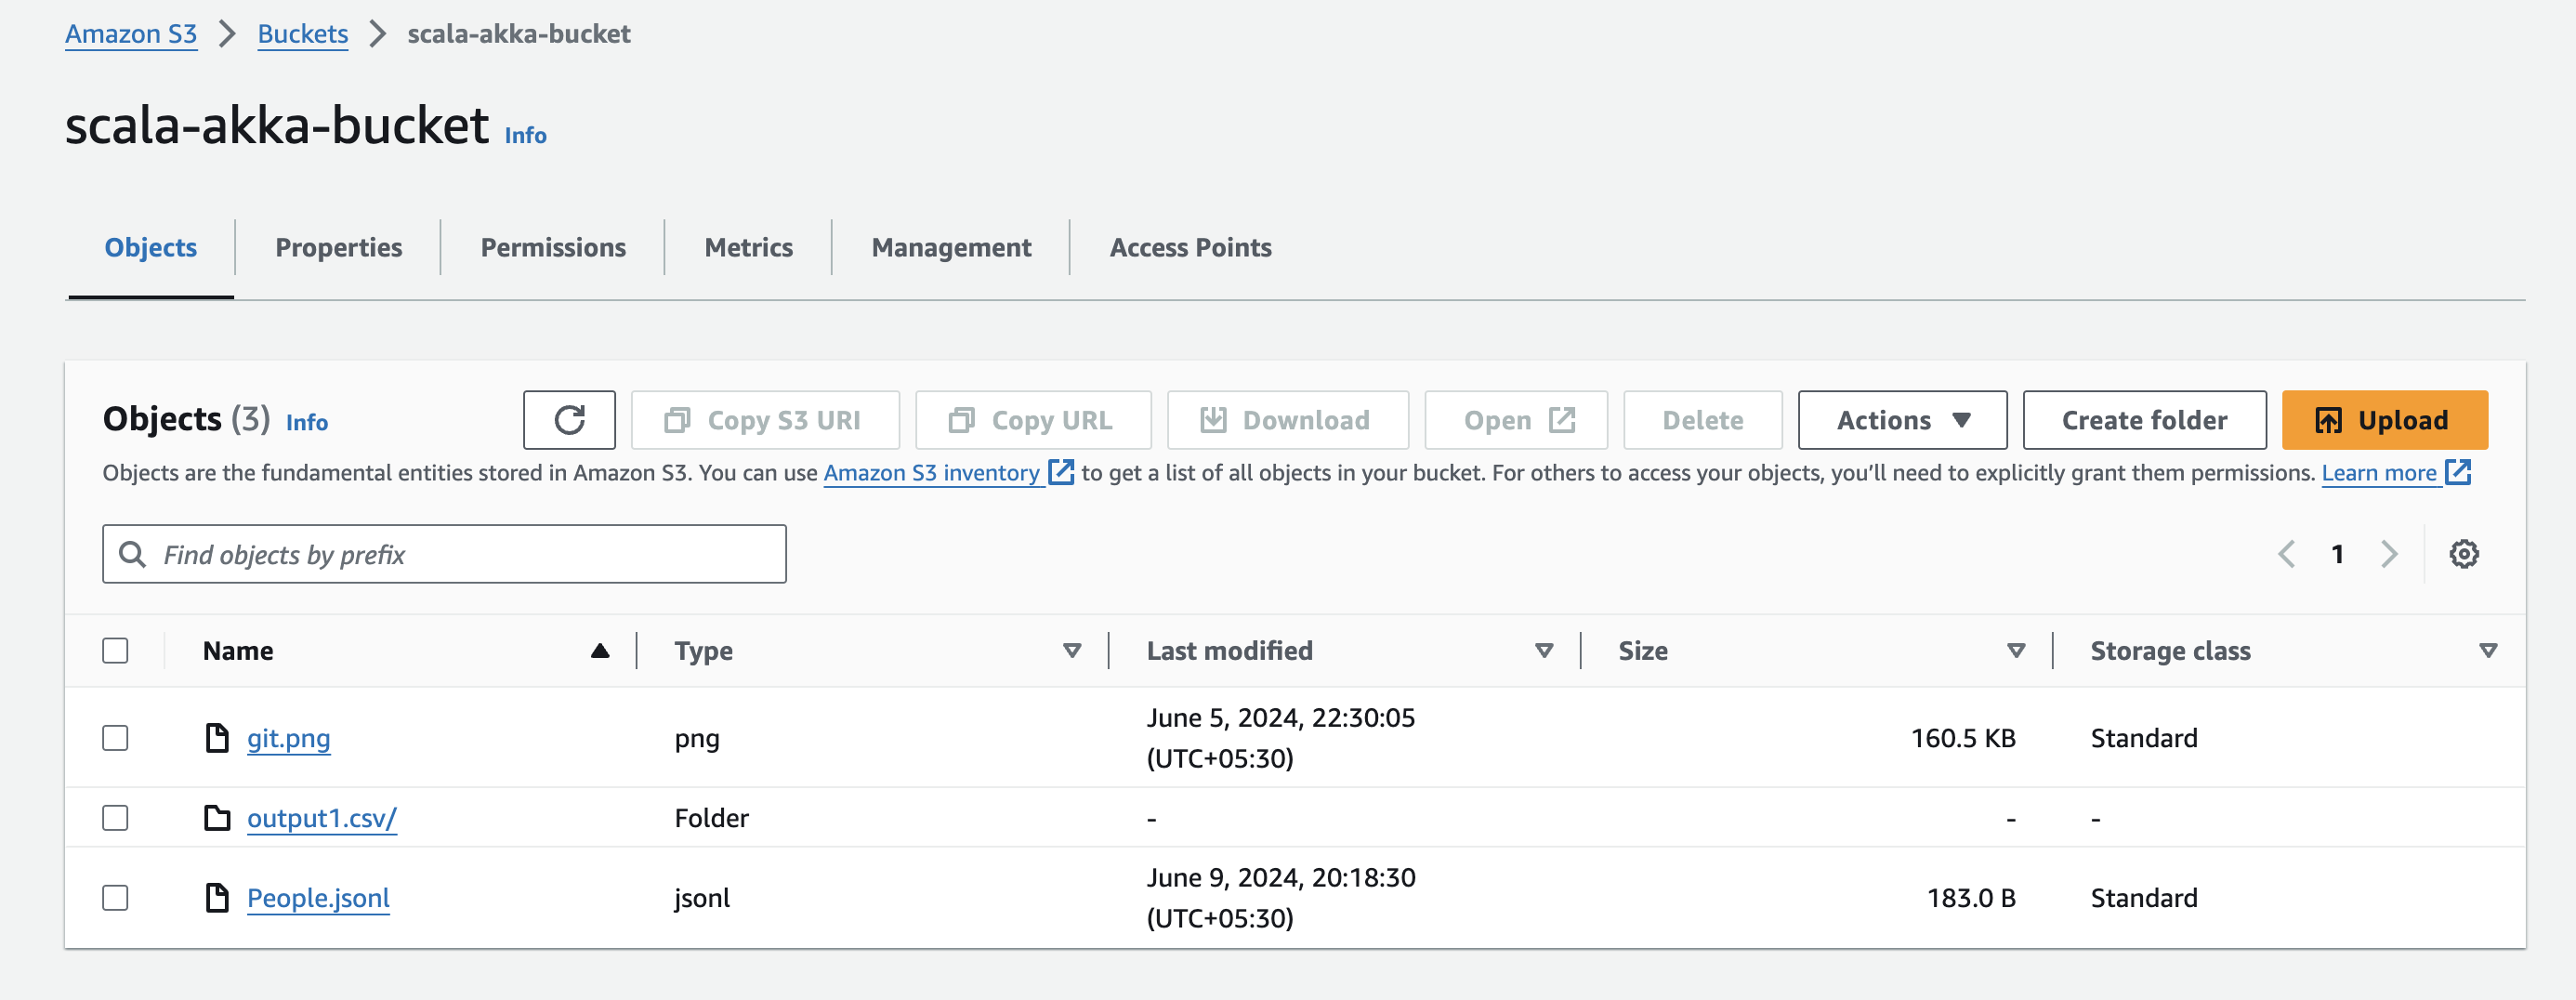 Amazon S3 > Buckets > scala-akka-bucket
scala-akka-bucket Info
Objects Properties Permissions Metrics Management Access Points
Objects (3) Info Copy S3 URI Copy URL Download Open Delete Actions Create folder Upload
Objects are the fundamental entities stored in Amazon S3. You can use Amazon S3 inventory to get a list of all objects in your bucket. For others to access your objects, you’ll need to explicitly grant them permissions. Learn more
Find objects by prefix 1
Name Type Last modified Size Storage class
git.png png June 5, 2024, 22:30:05 160.5 KB Standard
(UTC+05:30)
output1.csv/ Folder - - -
People.jsonl jsonl June 9, 2024, 20:18:30 183.0 B Standard
(UTC+05:30)